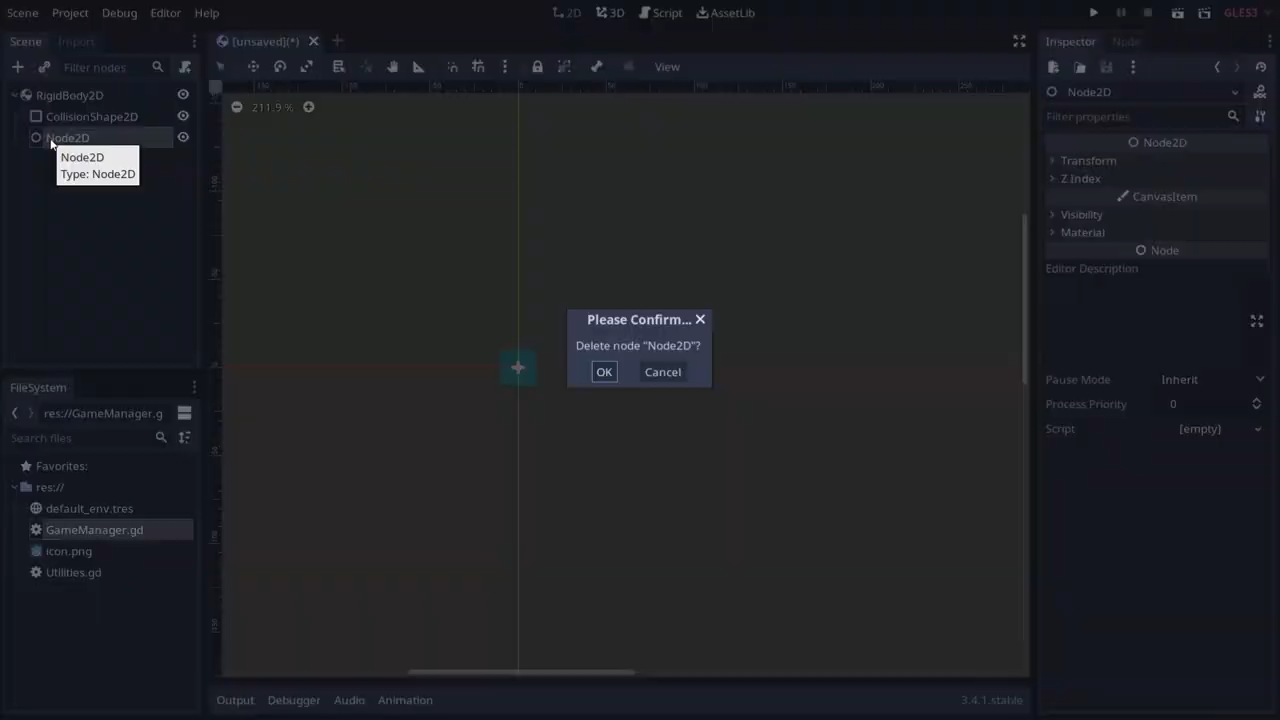 Scene Project Debug Editor Help
2D 3D Script AssetLib
GLES3
Scene Import
[unsaved](*)
Inspector Node
Filter nodes
View
RigidBody2D
CollisionShape2D
Node2D
Node2D
Type: Node2D
211.9 %
Please Confirm...
Delete node "Node2D"?
OK Cancel
Node2D
Filter properties
Node2D
Transform
Z Index
CanvasItem
Visibility
Material
Node
Editor Description
Pause Mode Inherit
Process Priority 0
Script [empty]
FileSystem
res://GameManager.g
Search files
Favorites:
res://
default_env.tres
GameManager.gd
icon.png
Utilities.gd
Output Debugger Audio Animation
3.4.1.stable